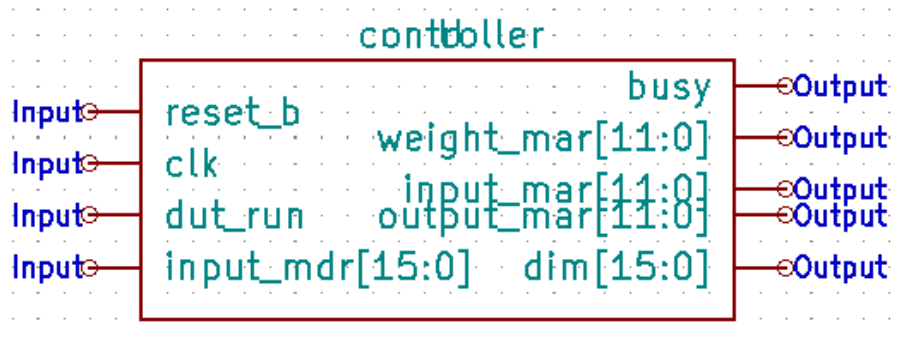 controller
busy Output
Input reset_b
weight_mar[11:0] Output
Input clk
input_mar[11:0] Output
Input dut_run output_mar[11:0] Output
Input input_mdr[15:0] dim[15:0] Output